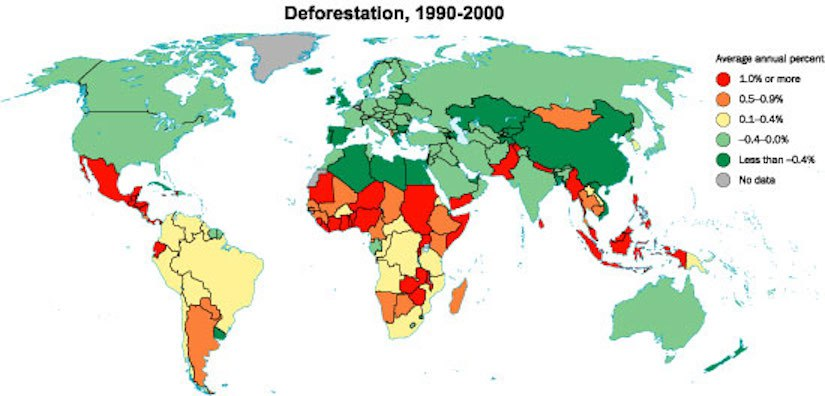 Deforestation, 1990-2000
Average annual percent
1.0% or more
0.5–0.9%
0.1–0.4%
–0.4–0.0%
Less than –0.4%
No data